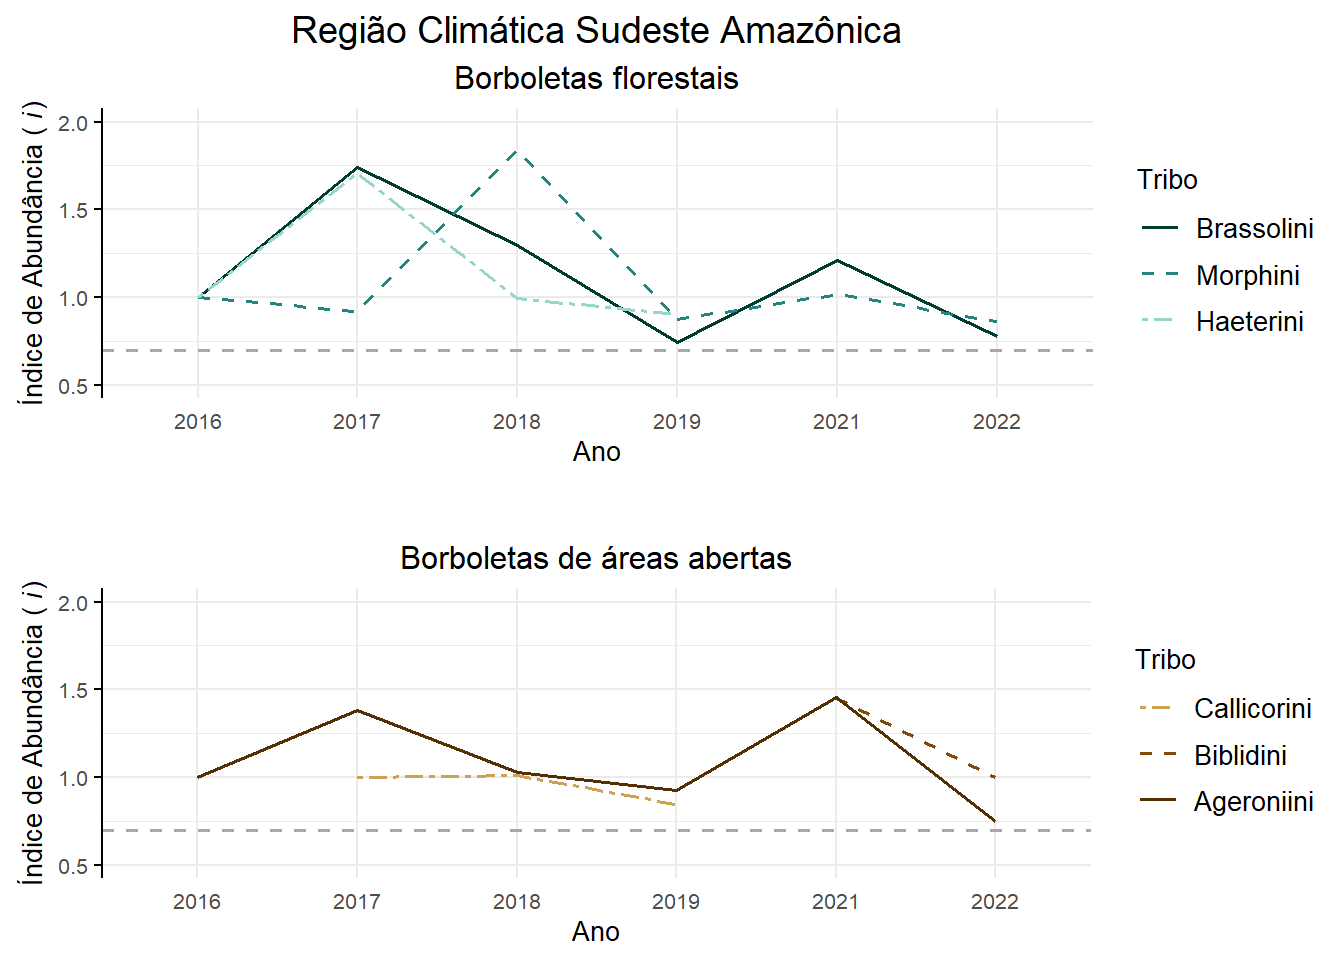 Região Climática Sudeste Amazônica
Borboletas florestais
Índice de Abundância ( i)
2.0
1.5
1.0
0.5
2016 2017 2018 2019 2021 2022
Ano
Tribo
Brassolini
Morphini
Haeterini
Borboletas de áreas abertas
Índice de Abundância ( i)
2.0
1.5
1.0
0.5
2016 2017 2018 2019 2021 2022
Ano
Tribo
Callicorini
Biblidini
Ageroniini